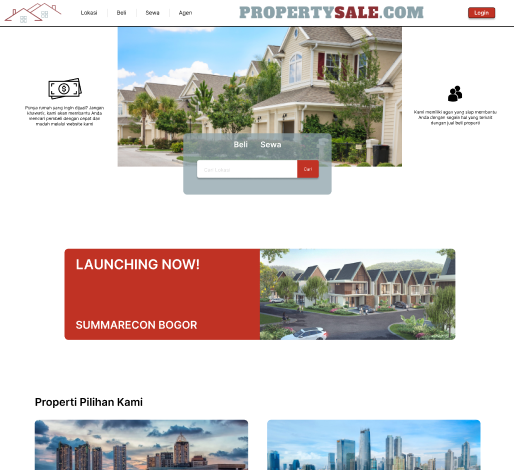 Lokasi Beli Sewa Agen PROPERTYSALE.COM Login
Punya rumah yang ingin dijual? Jangan
khawatir, kami akan membantu Anda
mencari pembeli dengan cepat dan
mudah melalui website kami
Kami memiliki agen yang siap membantu
Anda dengan segala hal yang terkait
dengan jual beli properti
Beli Sewa
Cari Lokasi Cari
LAUNCHING NOW!
SUMMARECON BOGOR
Properti Pilihan Kami